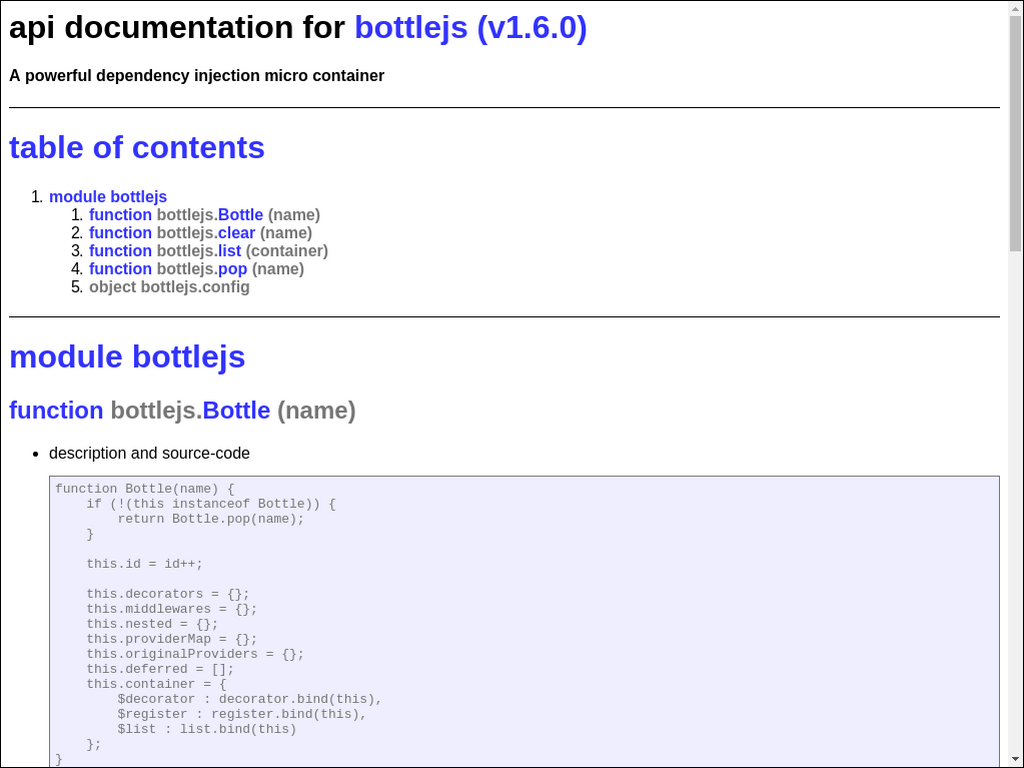 api documentation for bottlejs (v1.6.0)
A powerful dependency injection micro container
table of contents
1. module bottlejs
1. function bottlejs.Bottle (name)
2. function bottlejs.clear (name)
3. function bottlejs.list (container)
4. function bottlejs.pop (name)
5. object bottlejs.config
module bottlejs
function bottlejs.Bottle (name)
• description and source-code
function Bottle(name) {
    if (!(this instanceof Bottle)) {
        return Bottle.pop(name);
    }
    this.id = id++;
    this.decorators = {};
    this.middlewares = {};
    this.nested = {};
    this.providerMap = {};
    this.originalProviders = {};
    this.deferred = [];
    this.container = {
        $decorator : decorator.bind(this),
        $register : register.bind(this),
        $list : list.bind(this)
    };
}